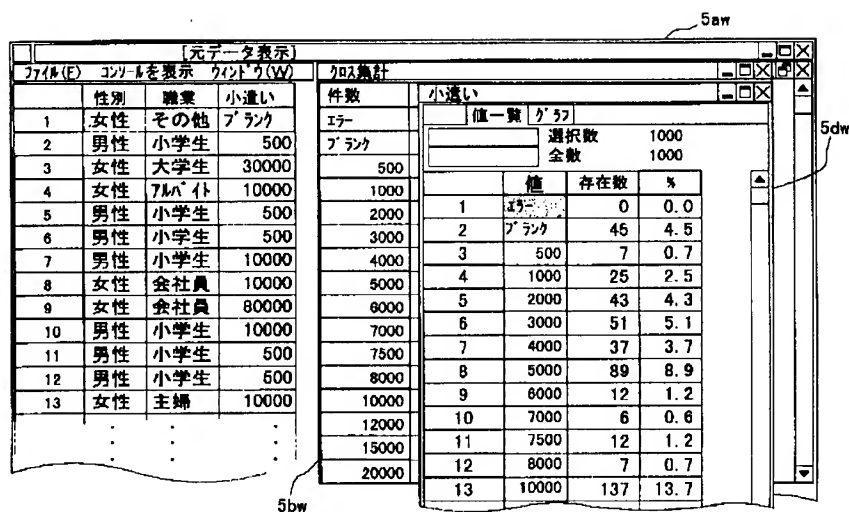 5aw
[元データ表示]
ファイル(E) コンソールを表示 ウィンドウ(W)
性別 職業 小遣い
1 女性 その他 ブランク
2 男性 小学生 500
3 女性 大学生 30000
4 女性 アルバイト 10000
5 男性 小学生 500
6 男性 小学生 500
7 男性 小学生 10000
8 女性 会社員 10000
9 女性 会社員 80000
10 男性 小学生 10000
11 男性 小学生 500
12 男性 小学生 500
13 女性 主婦 10000
クロス集計
件数
エラー
ブランク
500
1000
2000
3000
4000
5000
6000
7000
7500
8000
10000
12000
15000
20000
5bw
小遣い
値一覧 グラフ
選択数 1000
全数 1000
5dw
値 存在数 %
1 エラー 0 0.0
2 ブランク 45 4.5
3 500 7 0.7
4 1000 25 2.5
5 2000 43 4.3
6 3000 51 5.1
7 4000 37 3.7
8 5000 89 8.9
9 6000 12 1.2
10 7000 6 0.6
11 7500 12 1.2
12 8000 7 0.7
13 10000 137 13.7